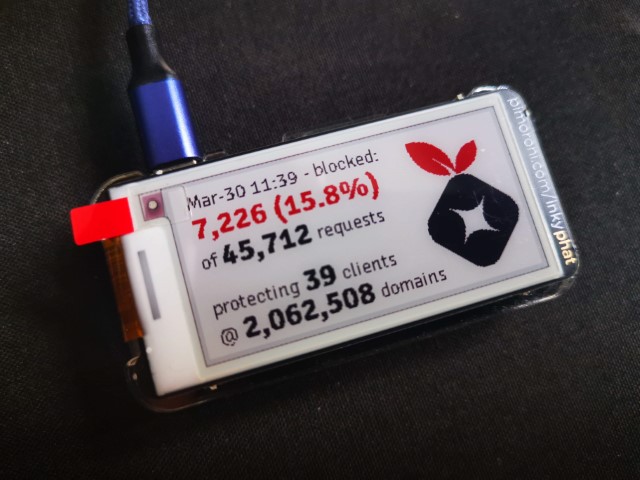 Mar-30 11:39 - blocked:
7,226 (15.8%)
of 45,712 requests
protecting 39 clients
@ 2,062,508 domains
pimoroni.com/inkyphat